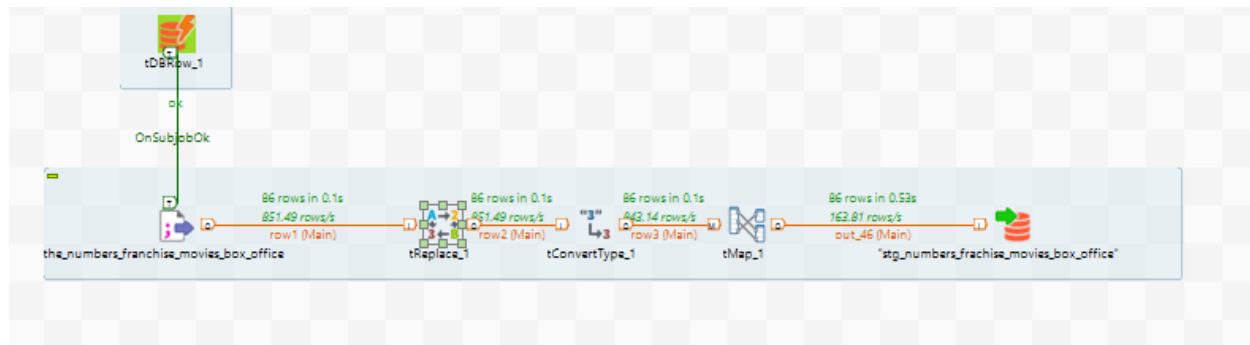 tDBRow_1
ok
OnSubjobOk
86 rows in 0.1s
851.49 rows/s
row1 (Main)
86 rows in 0.1s
851.49 rows/s
row2 (Main)
86 rows in 0.1s
843.14 rows/s
row3 (Main)
86 rows in 0.53s
163.81 rows/s
out_46 (Main)
the_numbers_franchise_movies_box_office
tReplace_1
tConvertType_1
tMap_1
"stg_numbers_frachise_movies_box_office"